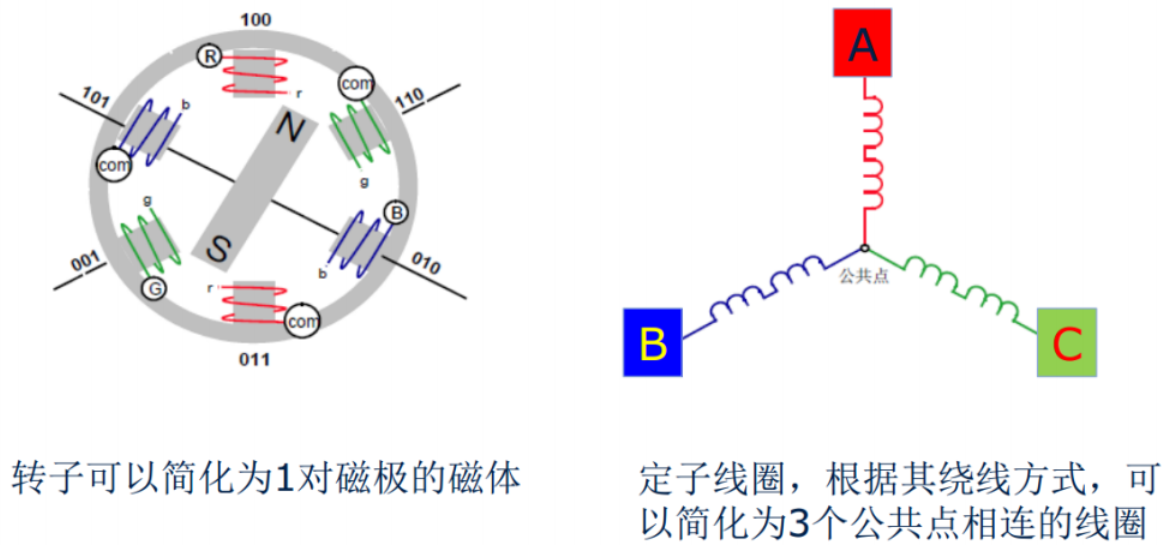 100
R
r
com
101
b
110
com
g
N
g
B
S
001
G
b
010
r
com
011
A
公共点
B
C
转子可以简化为1对磁极的磁体
定子线圈，根据其绕线方式，可
以简化为3个公共点相连的线圈